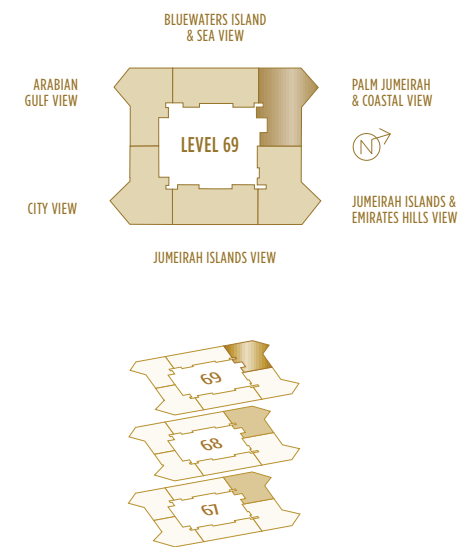 BLUEWATERS ISLAND
& SEA VIEW
ARABIAN
GULF VIEW
PALM JUMEIRAH
& COASTAL VIEW
LEVEL 69
N
CITY VIEW
JUMEIRAH ISLANDS &
EMIRATES HILLS VIEW
JUMEIRAH ISLANDS VIEW
69
68
67